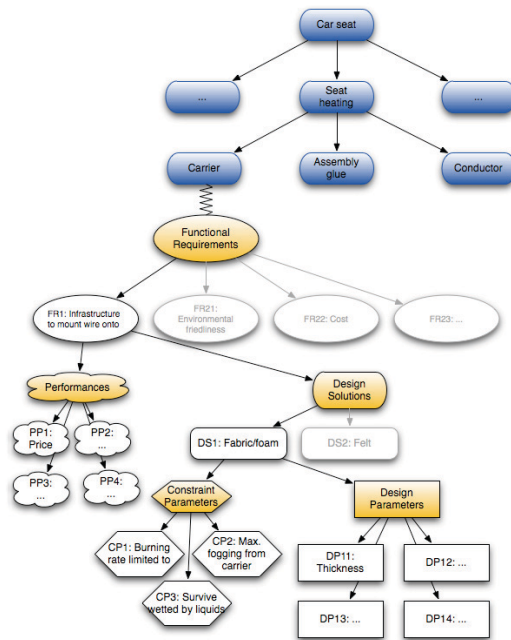 Car seat
...
Seat
heating
...
Carrier
Assembly
glue
Conductor
Functional
Requirements
FR1: Infrastructure
to mount wire onto
FR21:
Environmental
friedliness
FR22: Cost
FR23: ...
Performances
Design
Solutions
PP1:
Price
PP2:
...
PP3:
...
PP4:
...
DS1: Fabric/foam
DS2: Felt
Constraint
Parameters
Design
Parameters
CP1: Burning
rate limited to
CP2: Max.
fogging from
carrier
CP3: Survive
wetted by liquids
DP11:
Thickness
DP12: ...
DP13: ...
DP14: ...